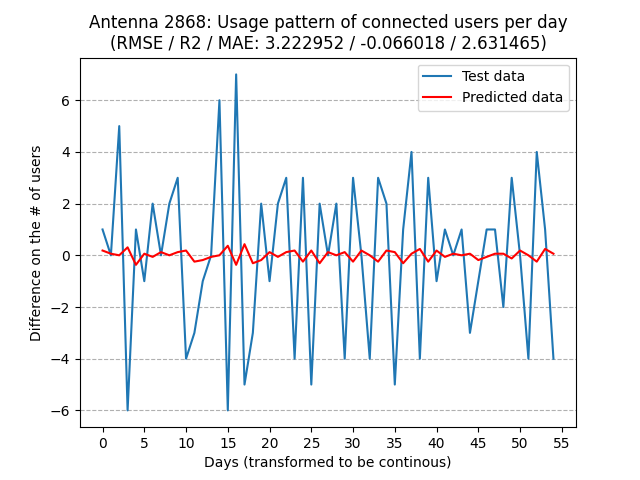 Antenna 2868: Usage pattern of connected users per day
(RMSE / R2 / MAE: 3.222952 / -0.066018 / 2.631465)
Test data
Predicted data
Difference on the # of users
6
4
2
0
−2
−4
−6
0 5 10 15 20 25 30 35 40 45 50 55
Days (transformed to be continous)